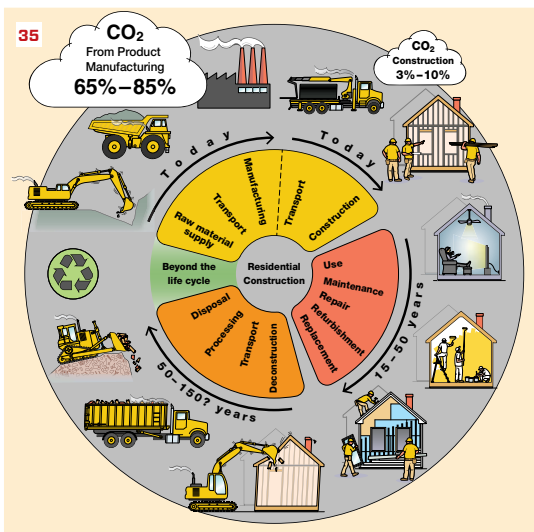 35
CO₂
From Product
Manufacturing
65%–85%
CO₂
Construction
3%–10%
Today
Today
Raw material
supply
Transport
Manufacturing
Transport
Construction
Use
Maintenance
Repair
Refurbishment
Replacement
15–50 years
Deconstruction
Transport
Processing
Disposal
50–150? years
Beyond the
life cycle
Residential
Construction